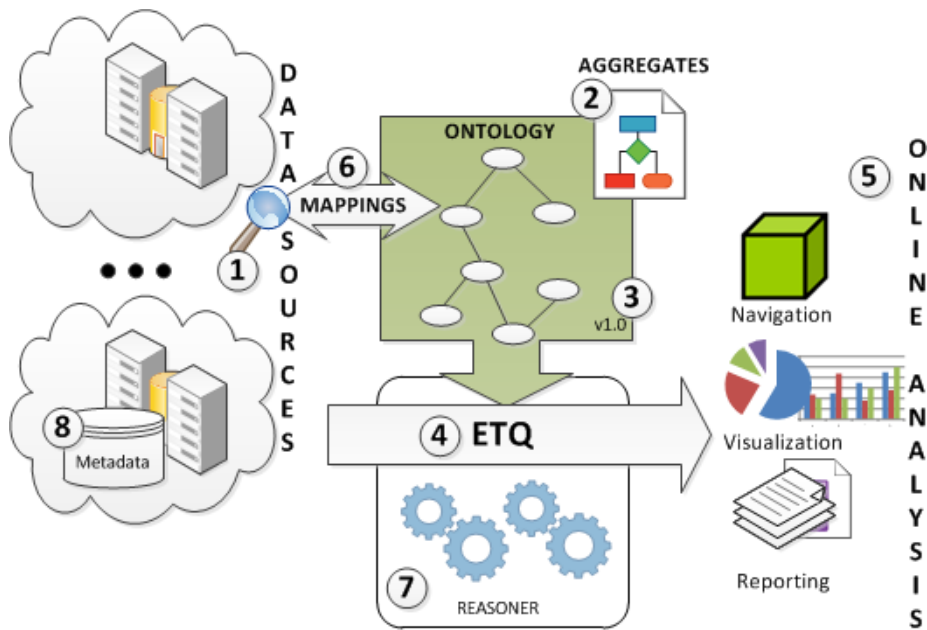 DATA SOURCES
AGGREGATES
2
ONTOLOGY
6
MAPPINGS
1
3
v1.0
5
ONLINE ANALYSIS
Navigation
Visualization
Reporting
8
Metadata
4 ETQ
7
REASONER